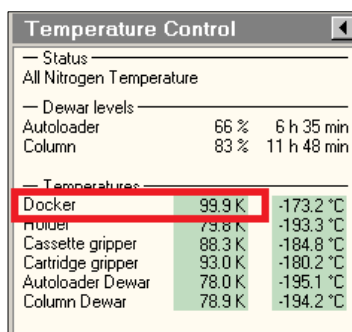 Temperature Control
Status
All Nitrogen Temperature
Dewar levels
Autoloader 66 % 6 h 35 min
Column 83 % 11 h 48 min
Temperatures
Docker 99.9 K -173.2 °C
Holder 79.8 K -193.3 °C
Cassette gripper 88.3 K -184.8 °C
Cartridge gripper 93.0 K -180.2 °C
Autoloader Dewar 78.0 K -195.1 °C
Column Dewar 78.9 K -194.2 °C